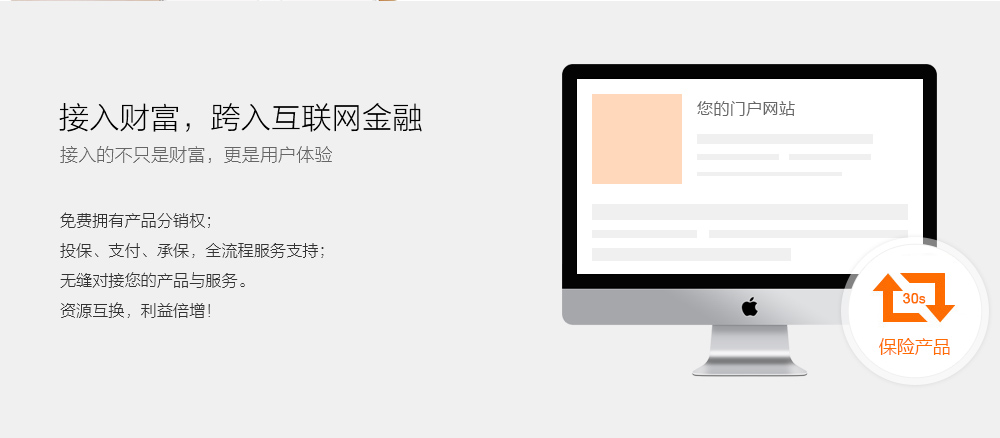 接入财富，跨入互联网金融
接入的不只是财富，更是用户体验
免费拥有产品分销权；
投保、支付、承保，全流程服务支持；
无缝对接您的产品与服务。
资源互换，利益倍增！
您的门户网站
30s
保险产品